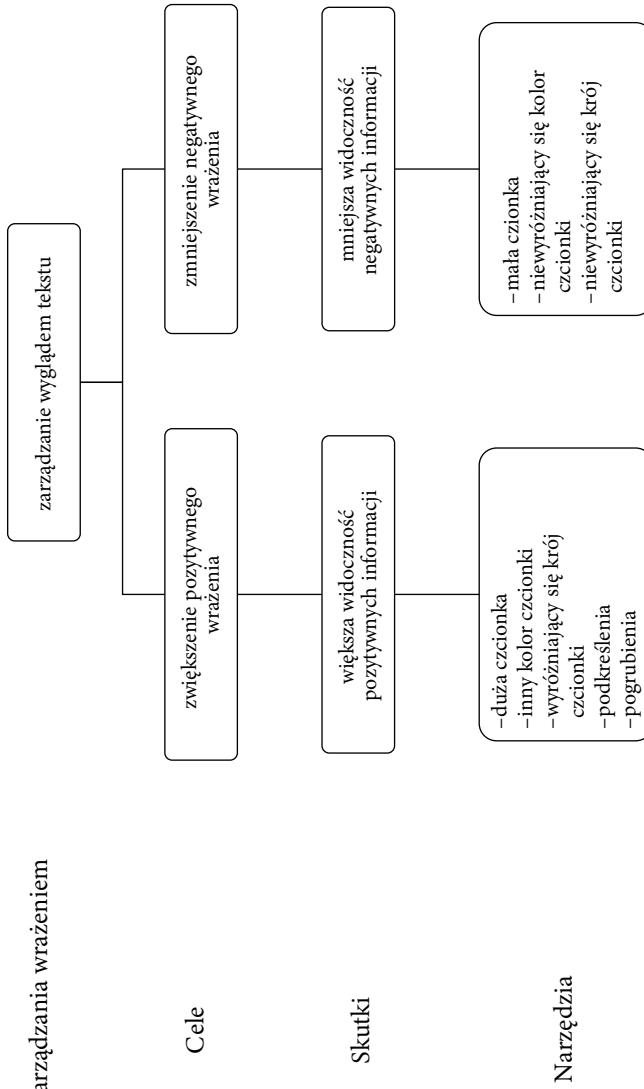 arządzania wrażeniem
zarządzanie wyglądem tekstu
Cele
zwiększenie pozytywnego
wrażenia
zmniejszenie negatywnego
wrażenia
Skutki
większa widoczność
pozytywnych informacji
mniejsza widoczność
negatywnych informacji
Narzędzia
–duża czcionka
–inny kolor czcionki
–wyróżniający się krój
czcionki
–podkreślenia
–pogrubienia
–mała czionka
–niewyróżniający się kolor
czcionki
–niewyróżniający się krój
czcionki